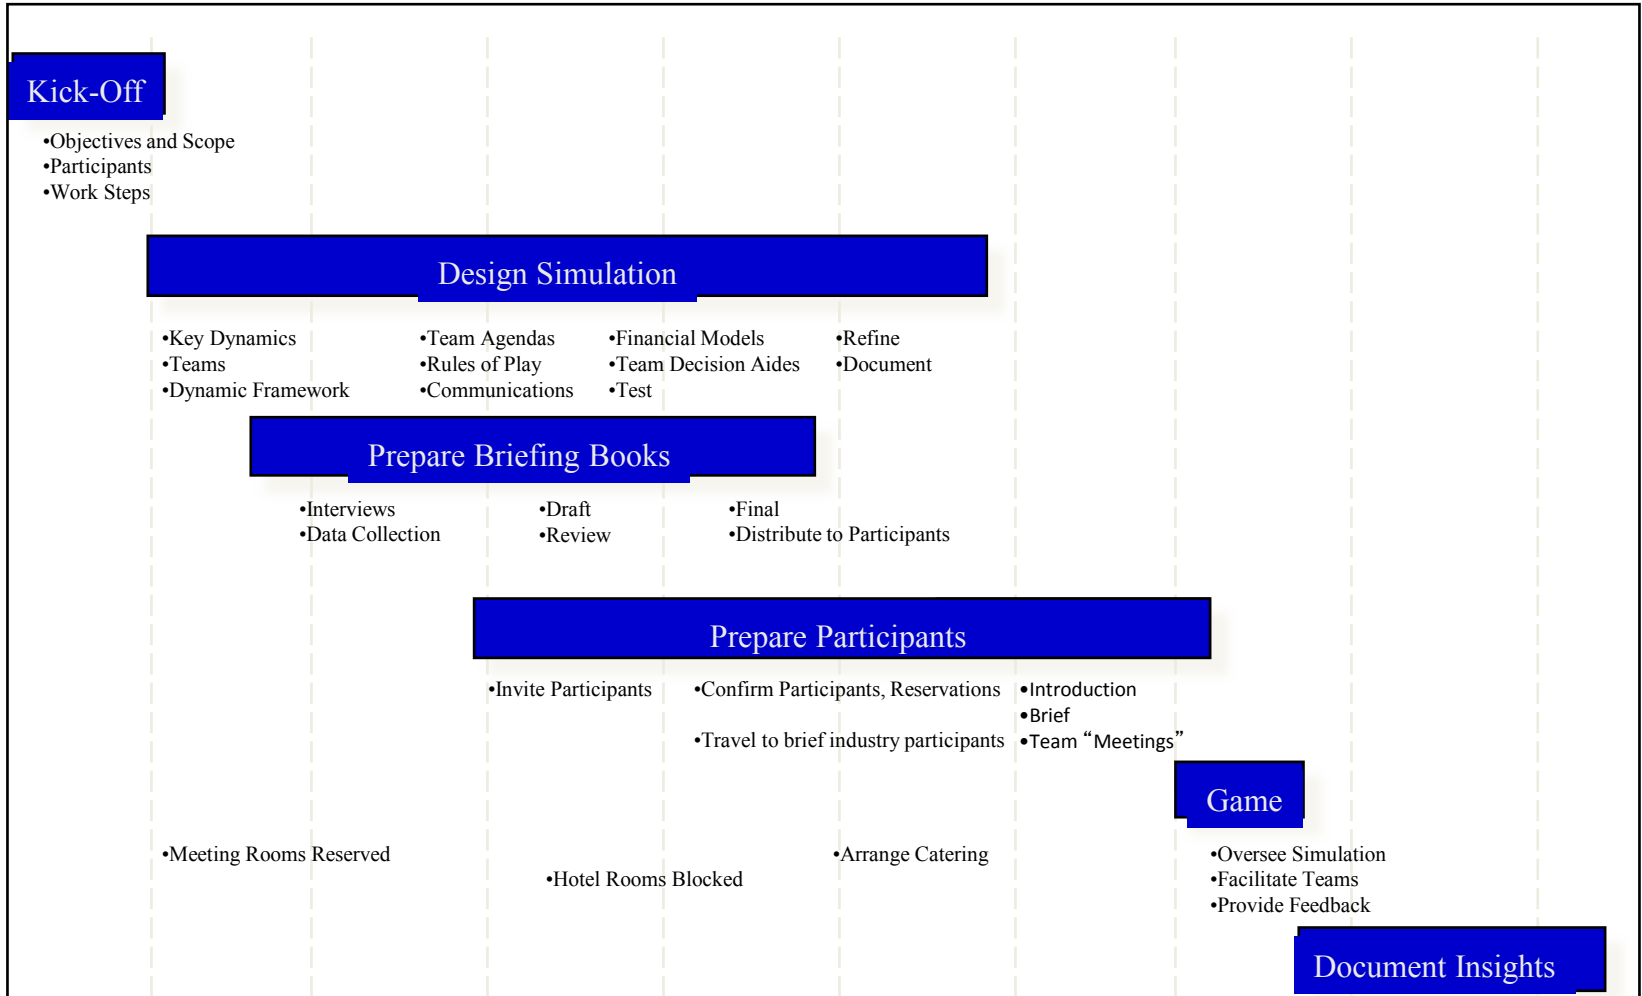 Kick-Off
•Objectives and Scope
•Participants
•Work Steps
Design Simulation
•Key Dynamics
•Teams
•Dynamic Framework
•Team Agendas
•Rules of Play
•Communications
•Financial Models
•Team Decision Aides
•Test
•Refine
•Document
Prepare Briefing Books
•Interviews
•Data Collection
•Draft
•Review
•Final
•Distribute to Participants
Prepare Participants
•Invite Participants
•Confirm Participants, Reservations
•Travel to brief industry participants
•Introduction
•Brief
•Team “Meetings”
Game
•Meeting Rooms Reserved
•Hotel Rooms Blocked
•Arrange Catering
•Oversee Simulation
•Facilitate Teams
•Provide Feedback
Document Insights